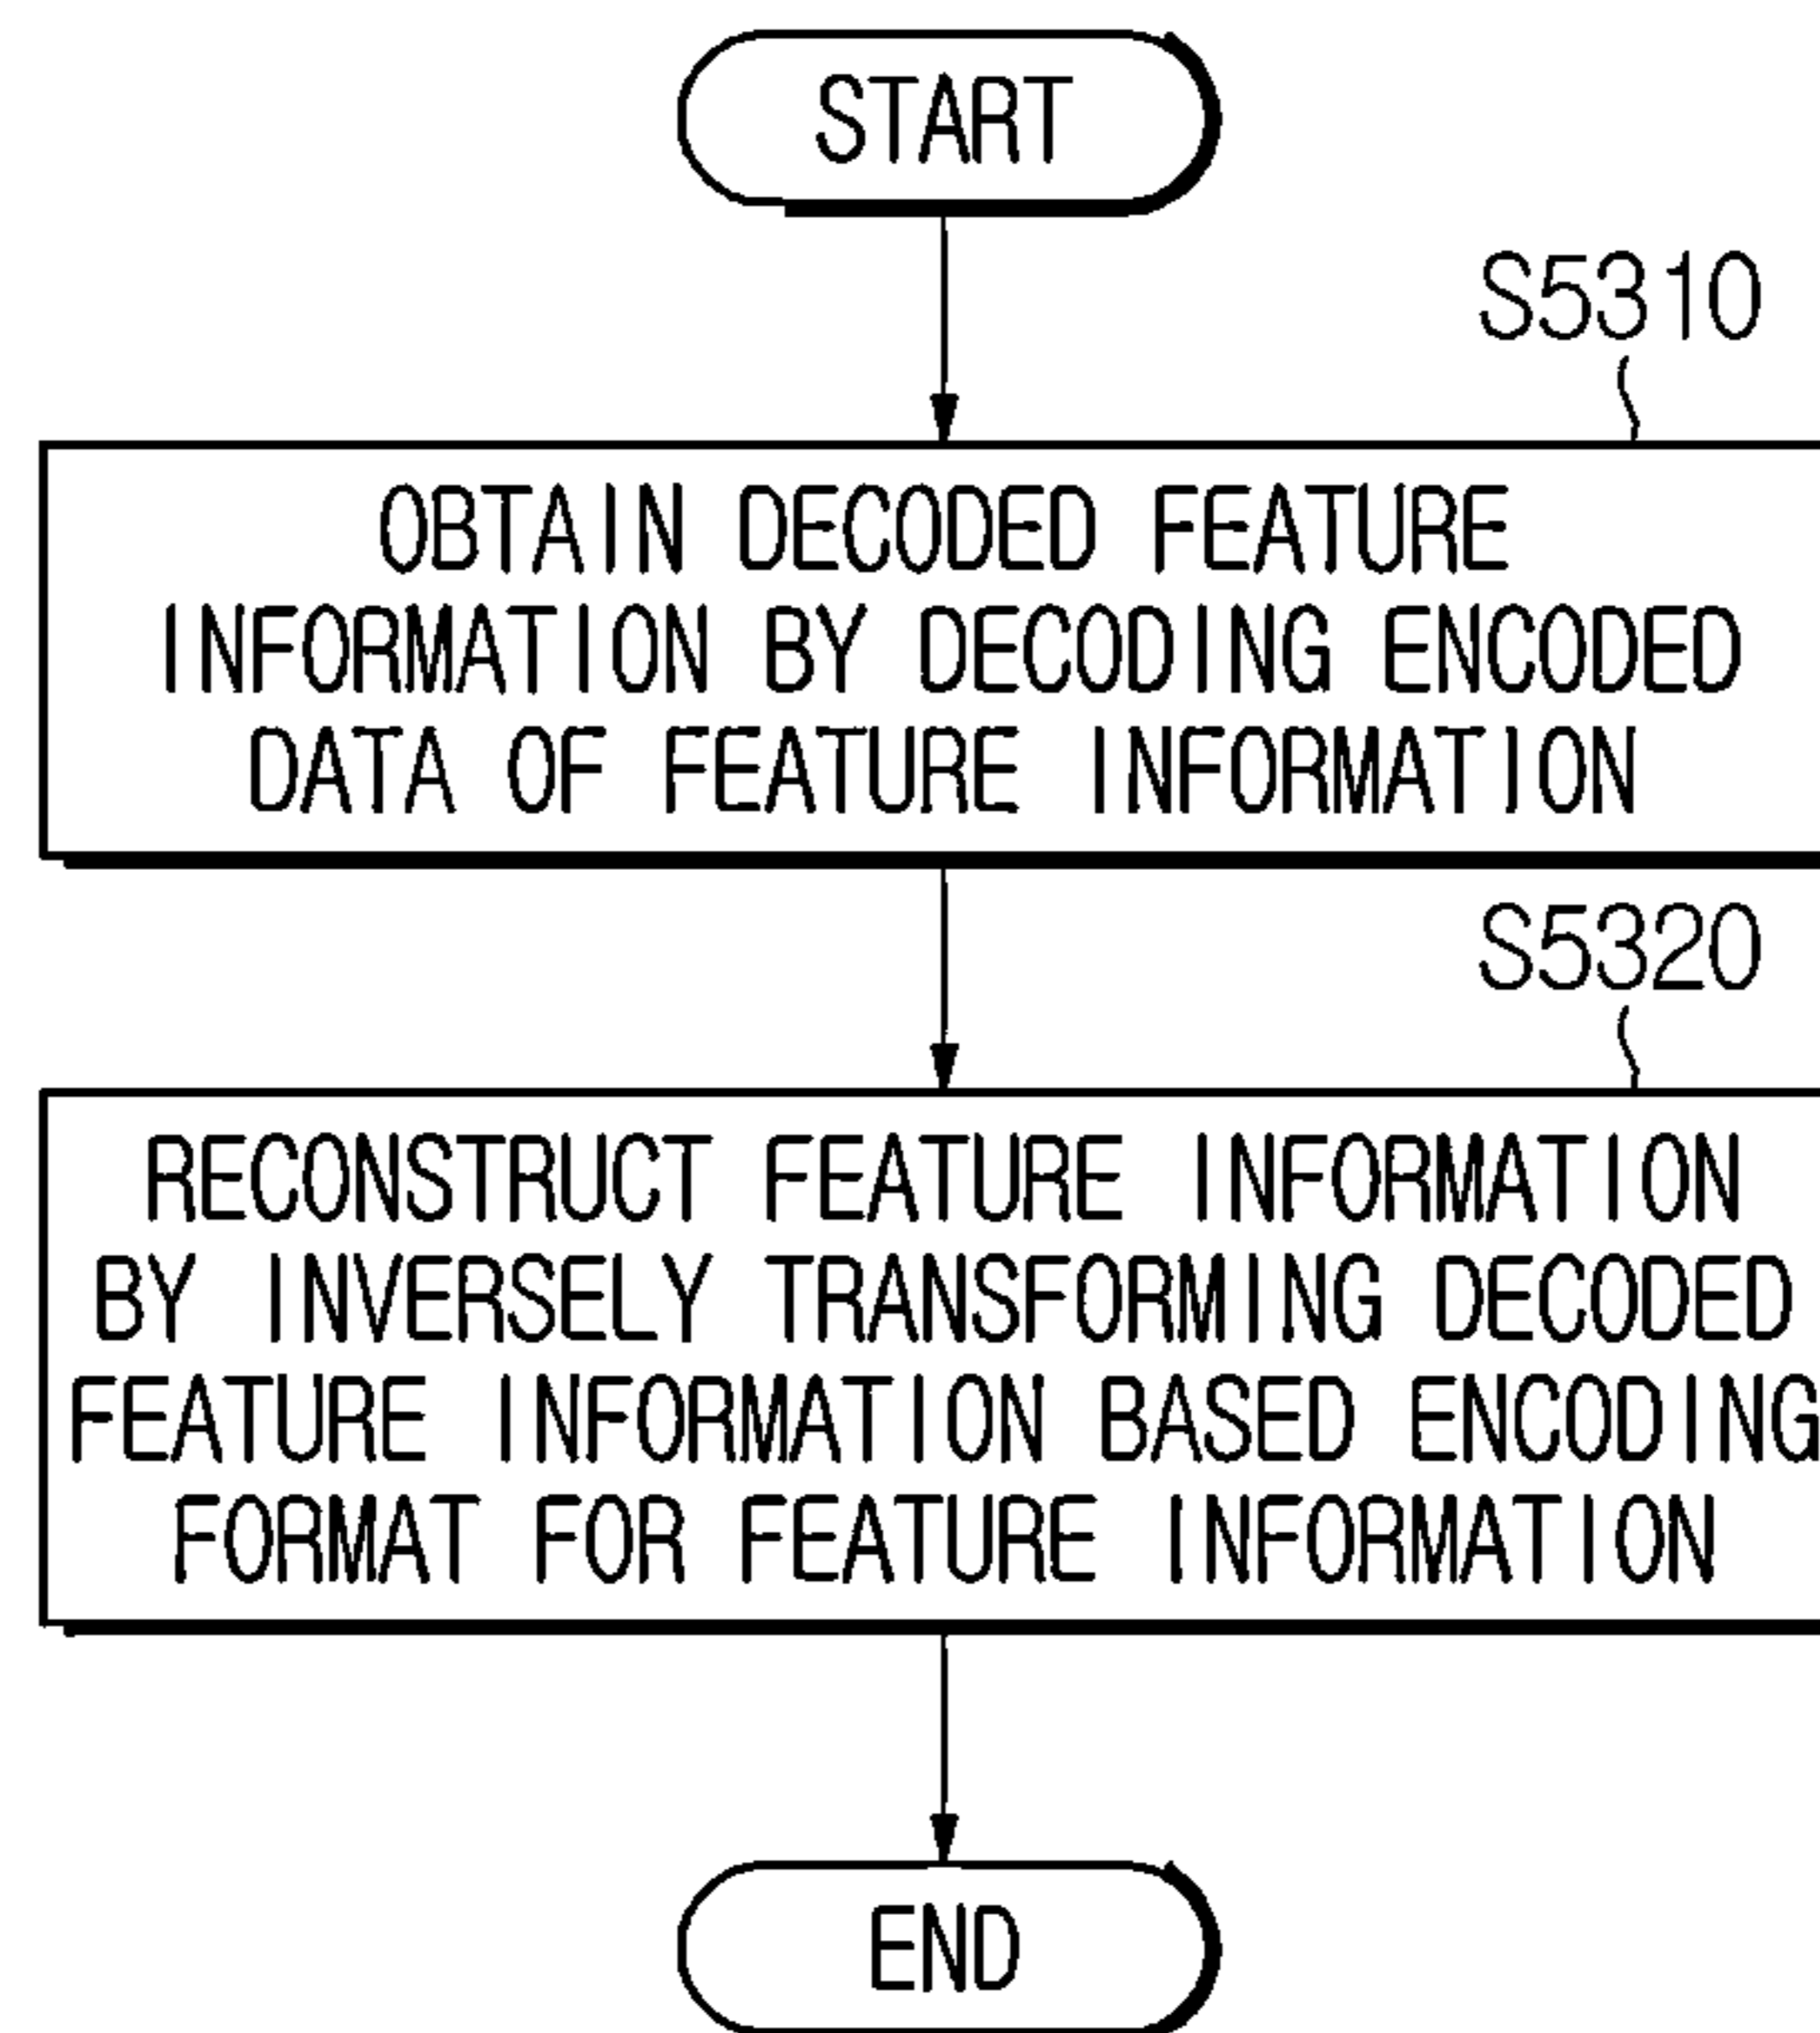 START
S5310
OBTAIN DECODED FEATURE
INFORMATION BY DECODING ENCODED
DATA OF FEATURE INFORMATION
S5320
RECONSTRUCT FEATURE INFORMATION
BY INVERSELY TRANSFORMING DECODED
FEATURE INFORMATION BASED ENCODING
FORMAT FOR FEATURE INFORMATION
END